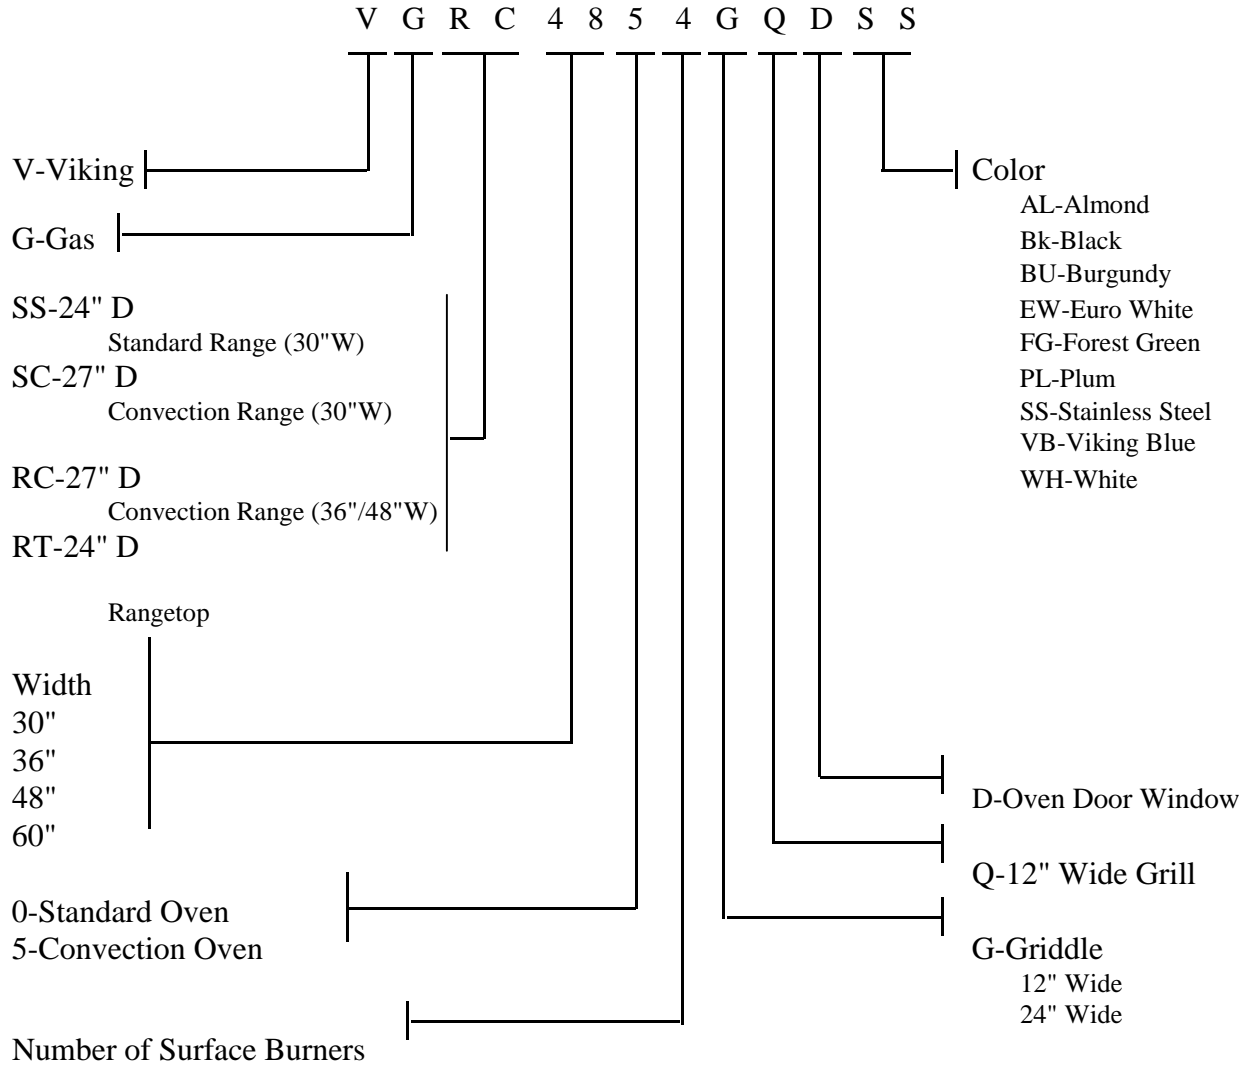 V G R C 4 8 5 4 G Q D S S
V-Viking
G-Gas
SS-24" D
Standard Range (30"W)
SC-27" D
Convection Range (30"W)
RC-27" D
Convection Range (36"/48"W)
RT-24" D
Rangetop
Width
30"
36"
48"
60"
0-Standard Oven
5-Convection Oven
Number of Surface Burners
Color
AL-Almond
Bk-Black
BU-Burgundy
EW-Euro White
FG-Forest Green
PL-Plum
SS-Stainless Steel
VB-Viking Blue
WH-White
D-Oven Door Window
Q-12" Wide Grill
G-Griddle
12" Wide
24" Wide